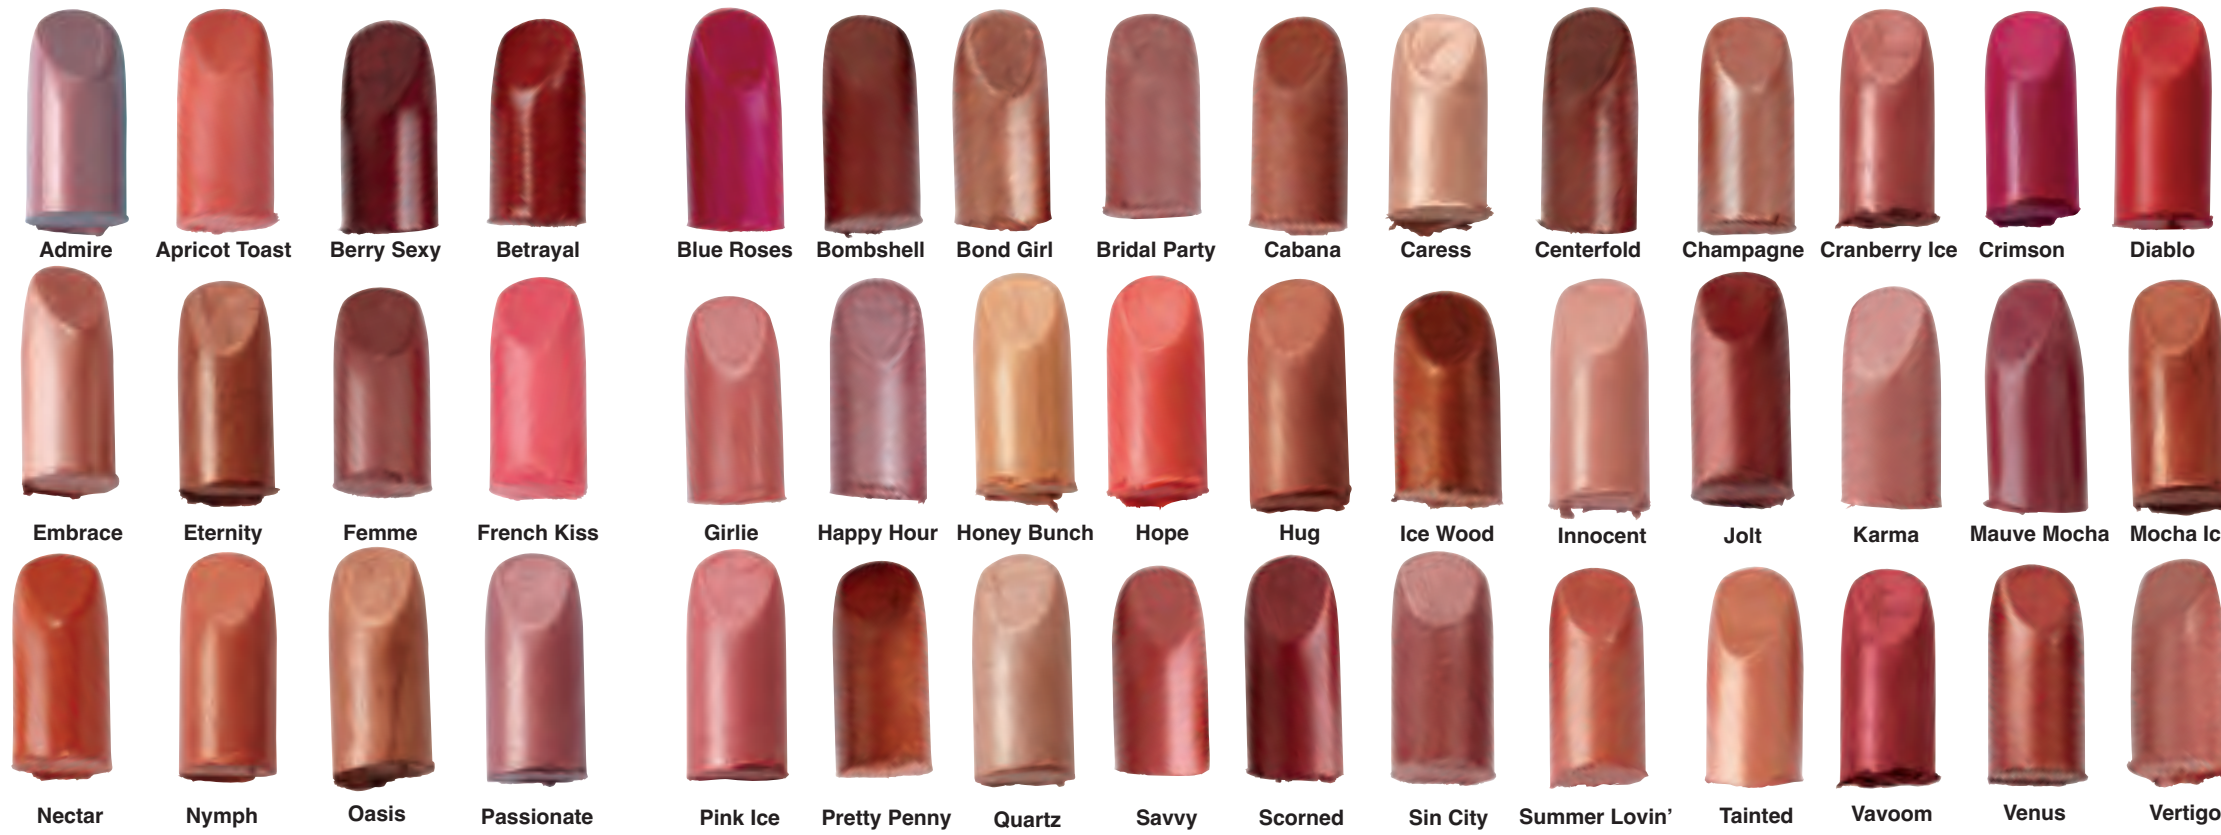 Admire Apricot Toast Berry Sexy Betrayal Blue Roses Bombshell Bond Girl Bridal Party Cabana Caress Centerfold Champagne Cranberry Ice Crimson Diablo
Embrace Eternity Femme French Kiss Girlie Happy Hour Honey Bunch Hope Hug Ice Wood Innocent Jolt Karma Mauve Mocha Mocha Ic
Nectar Nymph Oasis Passionate Pink Ice Pretty Penny Quartz Savvy Scorned Sin City Summer Lovin’ Tainted Vavoom Venus Vertigo